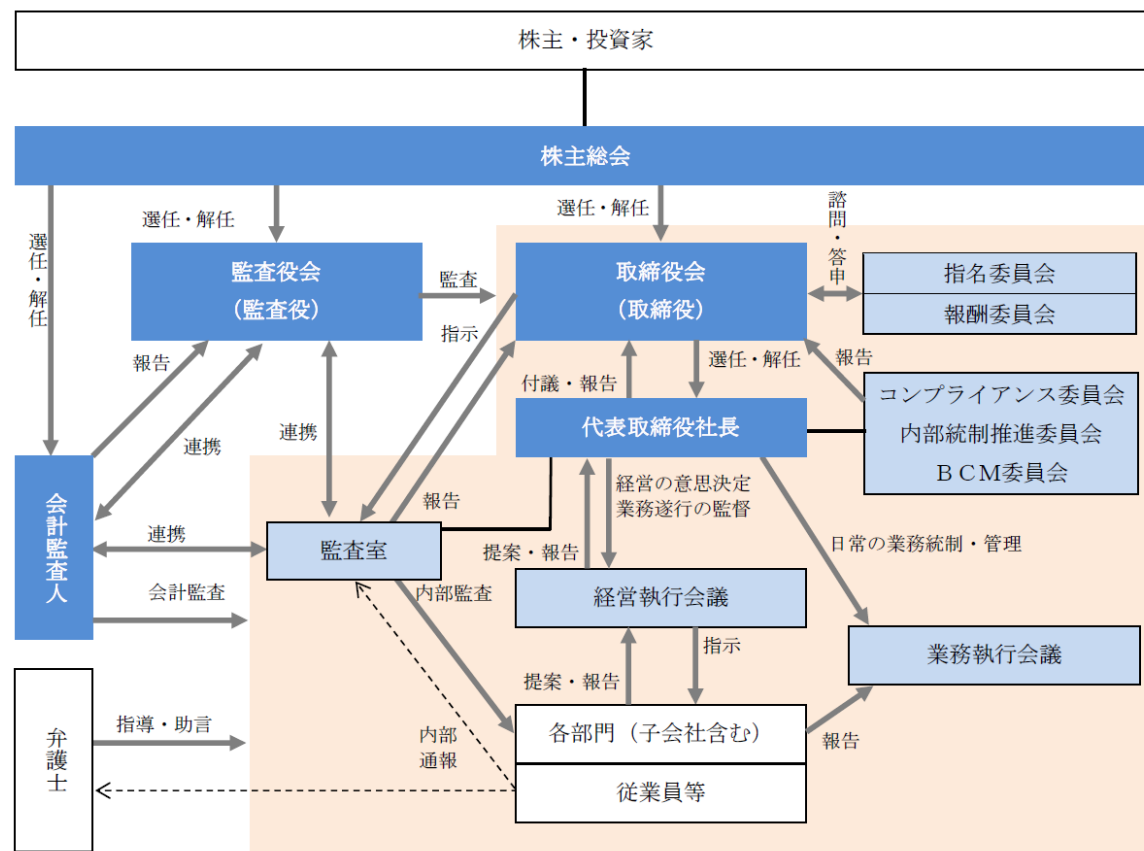 株主・投資家
株主総会
選任・解任
選任・解任
選任・解任
諮問・答申
監査役会
(監査役)
監査
取締役会
(取締役)
指名委員会
報酬委員会
指示
報告
選任・解任
報告
付議・報告
コンプライアンス委員会
内部統制推進委員会
BCM委員会
代表取締役社長
連携
連携
会計監査人
報告
経営の意思決定
業務遂行の監督
連携
監査室
提案・報告
日常の業務統制・管理
会計監査
内部監査
経営執行会議
業務執行会議
指示
提案・報告
弁護士
指導・助言
内部
通報
各部門(子会社含む)
報告
従業員等